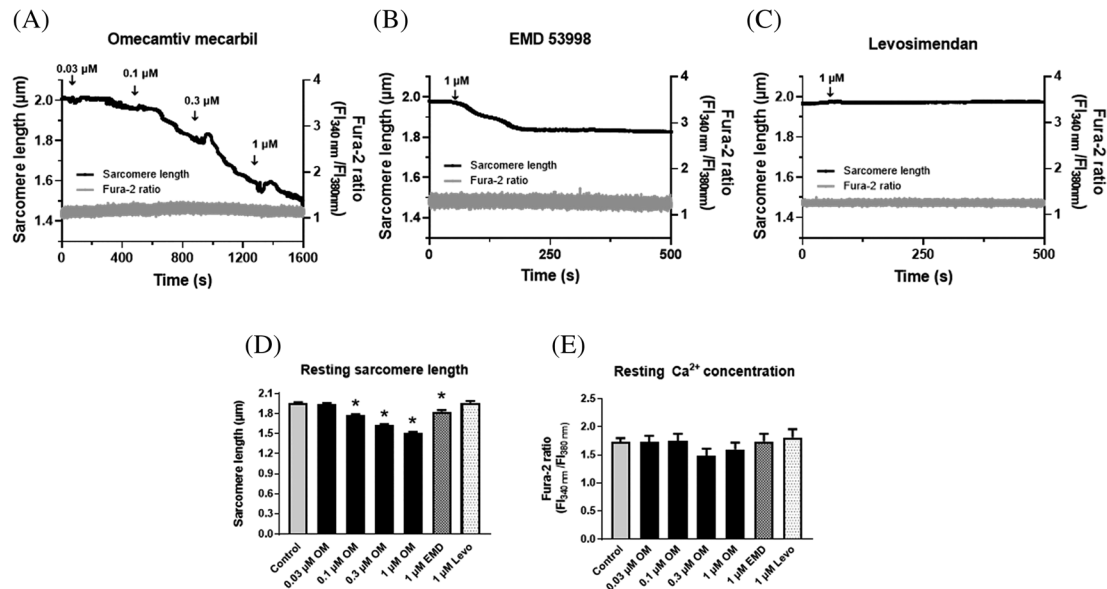 (A)
Omecamtiv mecarbil
0.03 µM
0.1 µM
0.3 µM
1 µM
Sarcomere length (µm)
2.0
1.8
1.6
1.4
4
3
2
1
Fura-2 ratio
(FI340 nm /FI380nm)
Sarcomere length
Fura-2 ratio
0
400
800
1200
1600
Time (s)
(B)
EMD 53998
1 µM
Sarcomere length (µm)
2.0
1.8
1.6
1.4
4
3
2
1
Fura-2 ratio
(FI340 nm /FI380nm)
Sarcomere length
Fura-2 ratio
0
250
500
Time (s)
(C)
Levosimendan
1 µM
Sarcomere length (µm)
2.0
1.8
1.6
1.4
4
3
2
1
Fura-2 ratio
(FI340 nm /FI380nm)
Sarcomere length
Fura-2 ratio
0
250
500
Time (s)
(D)
Resting sarcomere length
Sarcomere length (µm)
2.1
1.8
1.5
1.2
0.9
0.6
0.3
0.0
* * * *
Control
0.03 µM OM
0.1 µM OM
0.3 µM OM
1 µM OM
1 µM EMD
1 µM Levo
(E)
Resting Ca2+ concentration
Fura-2 ratio
(FI340 nm /FI380 nm)
2.5
2.0
1.5
1.0
0.5
0.0
Control
0.03 µM OM
0.1 µM OM
0.3 µM OM
1 µM OM
1 µM EMD
1 µM Levo